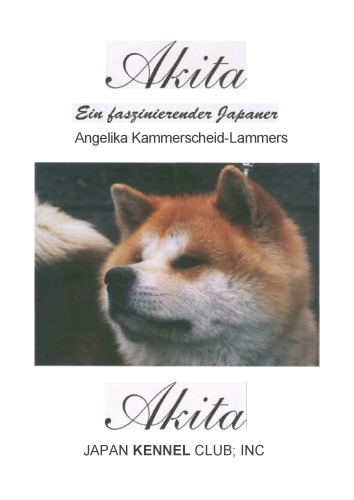 Akita
Ein faszinierender Japaner
Angelika Kammerscheid-Lammers
Akita
JAPAN KENNEL CLUB; INC